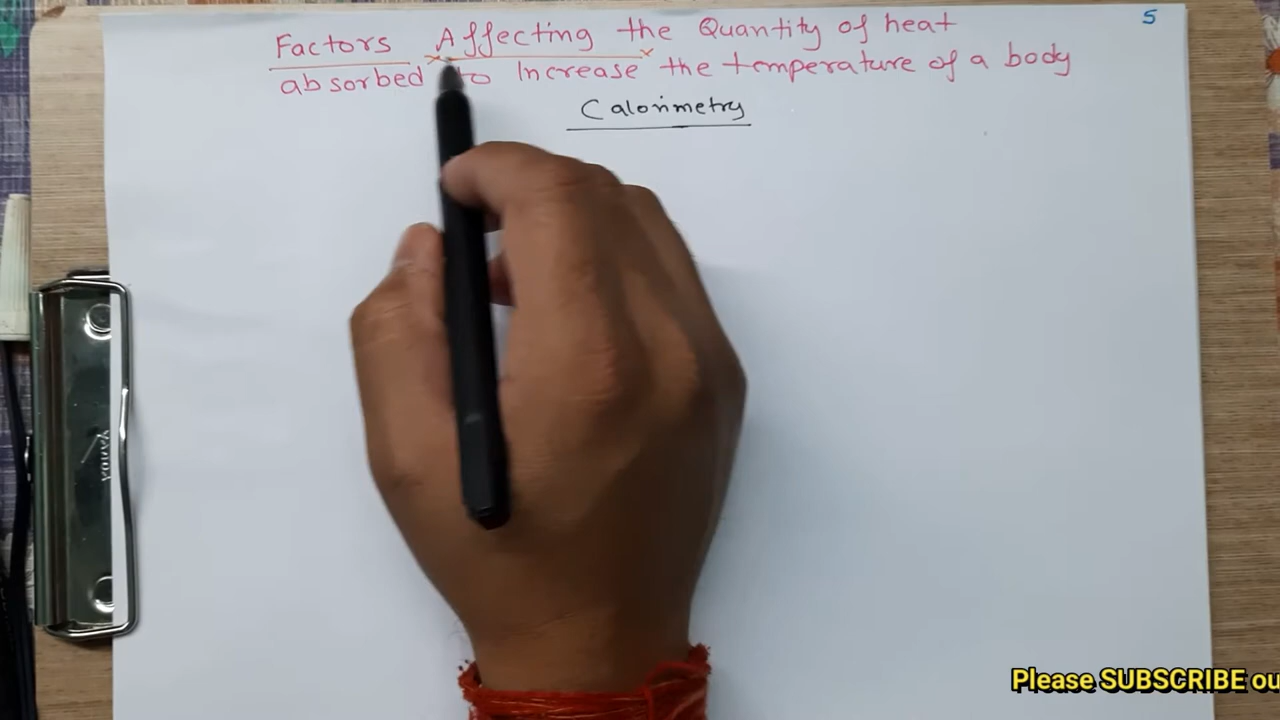 5
Factors Affecting the Quantity of heat
absorbed to Increase the temperature of a body
Calorimetry
Please SUBSCRIBE ou